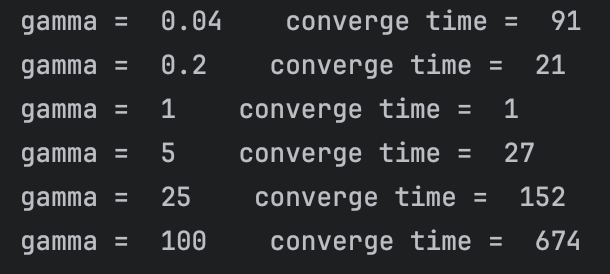 gamma =  0.04    converge time =  91
gamma =  0.2    converge time =  21
gamma =  1    converge time =  1
gamma =  5    converge time =  27
gamma =  25    converge time =  152
gamma =  100    converge time =  674